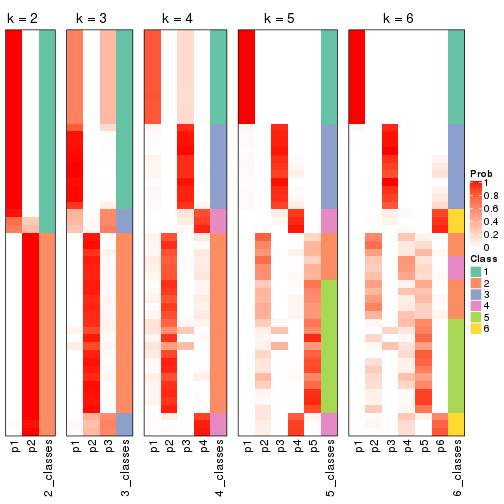 k = 2
k = 3
k = 4
k = 5
k = 6
p1
p2
2_classes
p1
p2
p3
3_classes
p1
p2
p3
p4
4_classes
p1
p2
p3
p4
p5
5_classes
p1
p2
p3
p4
p5
p6
6_classes
Prob
1
0.8
0.6
0.4
0.2
0
Class
1
2
3
4
5
6